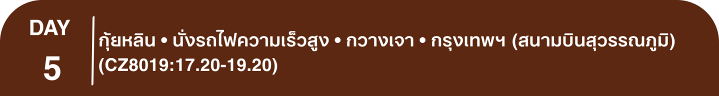 DAY
5
กุ้ยหลิน • นั่งรถไฟความเร็วสูง • กวางเจา • กรุงเทพฯ (สนามบินสุวรรณภูมิ)
(CZ8019:17.20-19.20)